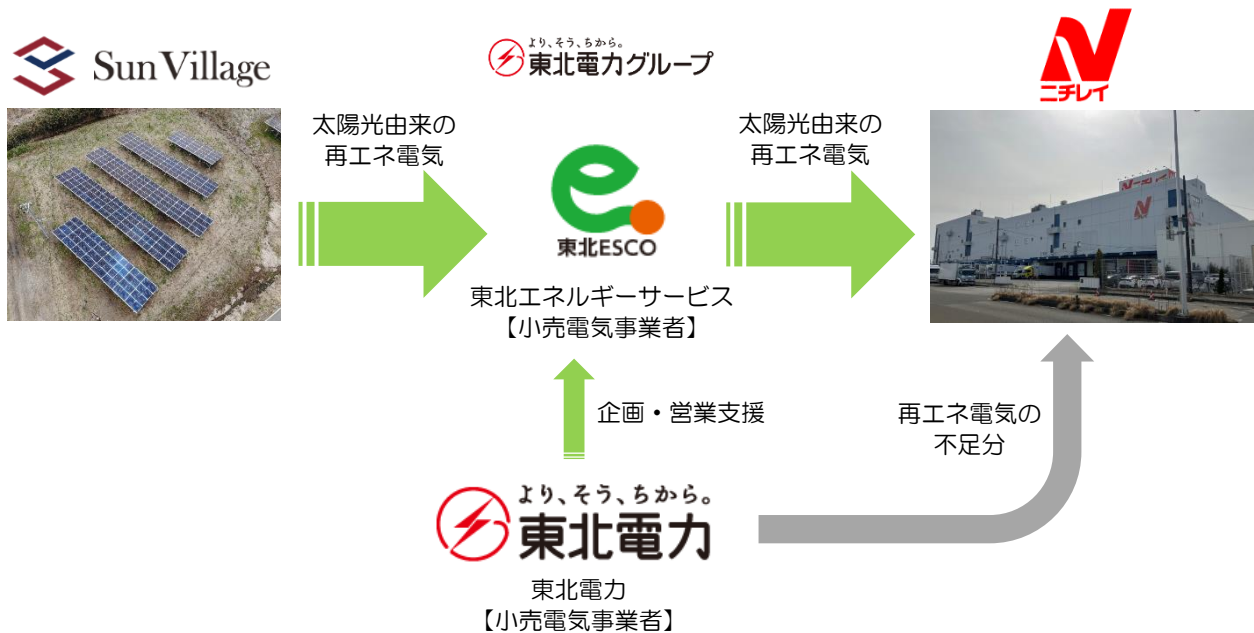 Sun Village
より、そう、ちから。
東北電力グループ
N
ニチレイ
太陽光由来の
再エネ電気
太陽光由来の
再エネ電気
e
東北ESCO
東北エネルギーサービス
【小売電気事業者】
企画・営業支援
再エネ電気の
不足分
より、そう、ちから。
東北電力
東北電力
【小売電気事業者】